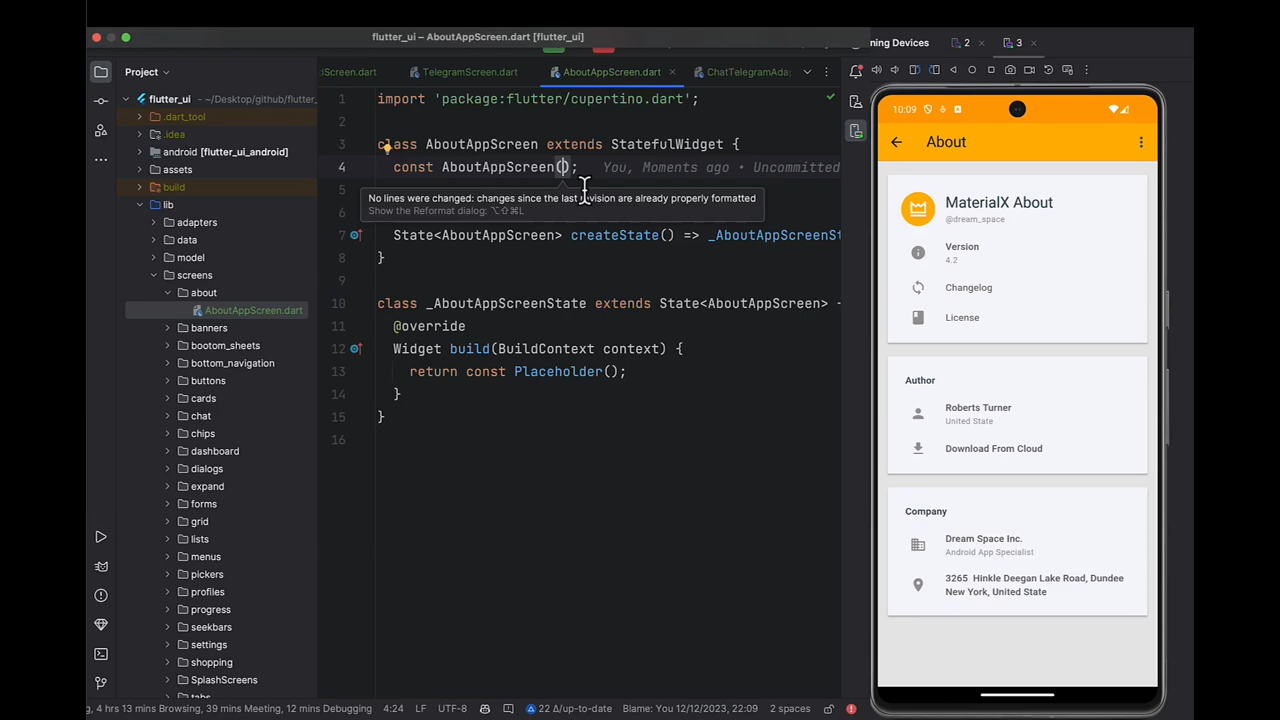 flutter_ui – AboutAppScreen.dart [flutter_ui]
ning Devices
2
3
Project
dScreen.dart
TelegramScreen.dart
AboutAppScreen.dart
ChatTelegramAda
flutter_ui ~/Desktop/github/flutter_
.dart_tool
.idea
android [flutter_ui_android]
assets
build
lib
adapters
data
model
screens
about
AboutAppScreen.dart
banners
bootom_sheets
bottom_navigation
buttons
cards
chat
chips
dashboard
dialogs
expand
forms
grid
lists
menus
pickers
profiles
progress
seekbars
settings
shopping
SplashScreens
tabs
1 import 'package:flutter/cupertino.dart';
2
3 class AboutAppScreen extends StatefulWidget {
4 const AboutAppScreen(); You, Moments ago • Uncommitted
5
No lines were changed: changes since the last revision are already properly formatted
6
Show the Reformat dialog: ⌥⇧⌘L
7 State<AboutAppScreen> createState() => _AboutAppScreenSt
8 }
9
10 class _AboutAppScreenState extends State<AboutAppScreen>
11 @override
12 Widget build(BuildContext context) {
13 return const Placeholder();
14 }
15 }
16
10:09
About
MaterialX About
@dream_space
Version
4.2
Changelog
License
Author
Roberts Turner
United State
Download From Cloud
Company
Dream Space Inc.
Android App Specialist
3265 Hinkle Deegan Lake Road, Dundee
New York, United State
g, 4 hrs 13 mins Browsing, 39 mins Meeting, 12 mins Debugging
4:24
LF
UTF-8
22 Δ/up-to-date
Blame: You 12/12/2023, 22:09
2 spaces